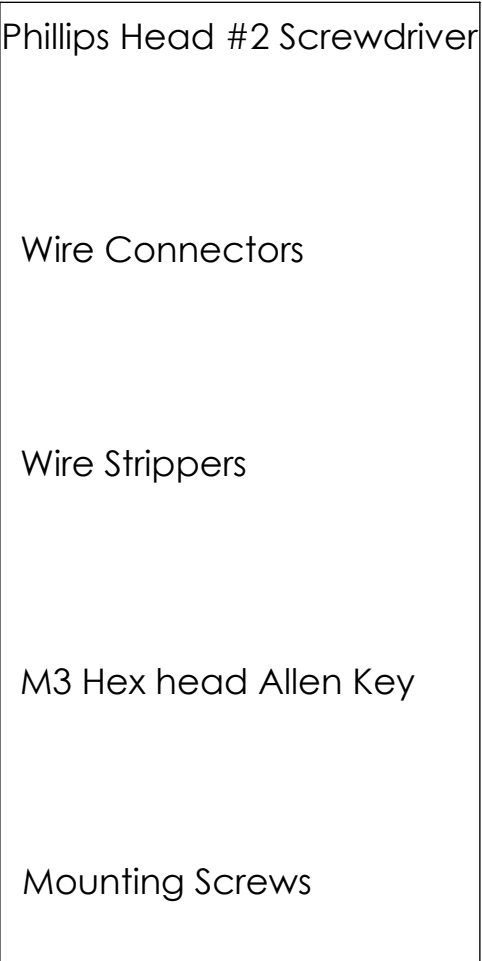 Phillips Head #2 Screwdriver
Wire Connectors
Wire Strippers
M3 Hex head Allen Key
Mounting Screws